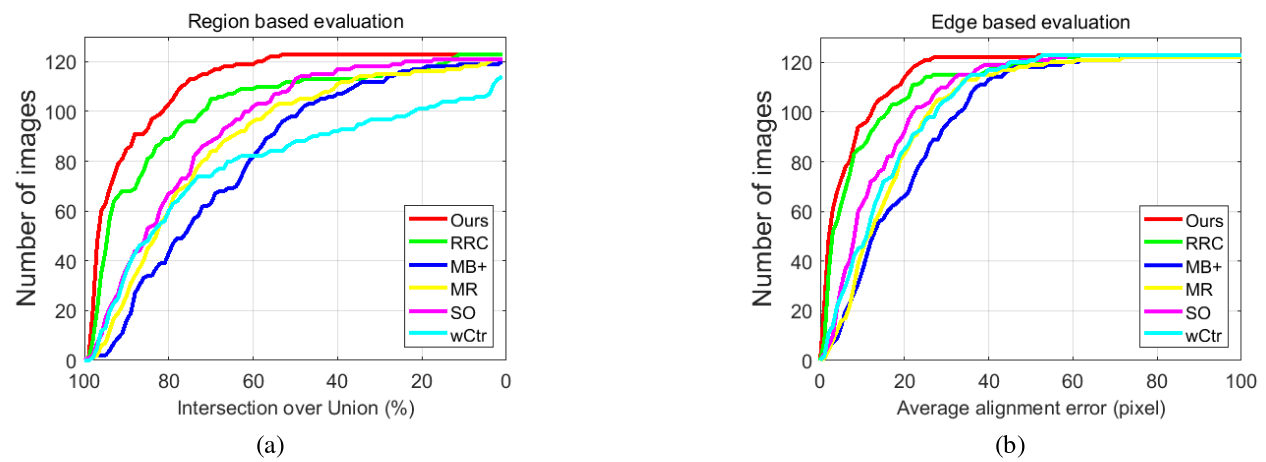 Region based evaluation
Number of images
120
100
80
60
40
20
0
100 80 60 40 20 0
Intersection over Union (%)
Ours
RRC
MB+
MR
SO
wCtr
(a)
Edge based evaluation
Number of images
120
100
80
60
40
20
0
0 20 40 60 80 100
Average alignment error (pixel)
Ours
RRC
MB+
MR
SO
wCtr
(b)